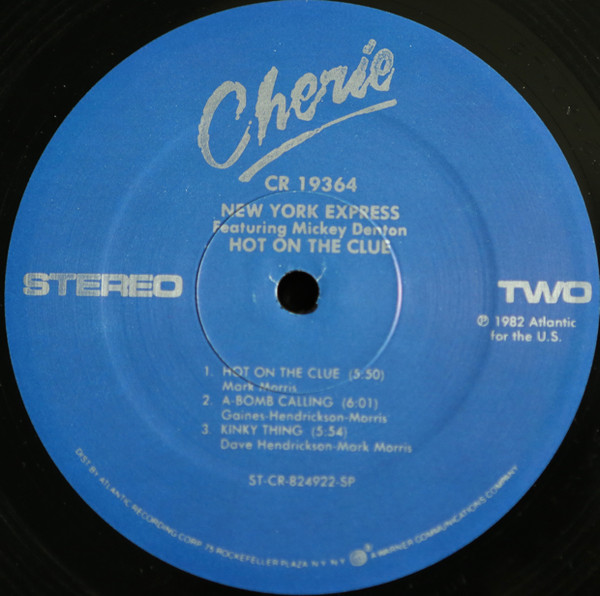 Cherie
CR 19364
NEW YORK EXPRESS
Featuring Mickey Denton
HOT ON THE CLUE
STEREO
TWO
℗ 1982 Atlantic
for the U.S.
1. HOT ON THE CLUE (5:50)
Mark Morris
2. A-BOMB CALLING (6:01)
Gaines-Hendrickson-Morris
3. KINKY THING (5:54)
Dave Hendrickson-Mark Morris
ST-CR-824922-SP
DIST. BY ATLANTIC RECORDING CORP. 75 ROCKEFELLER PLAZA N.Y. N.Y. ® A WARNER COMMUNICATIONS COMPANY